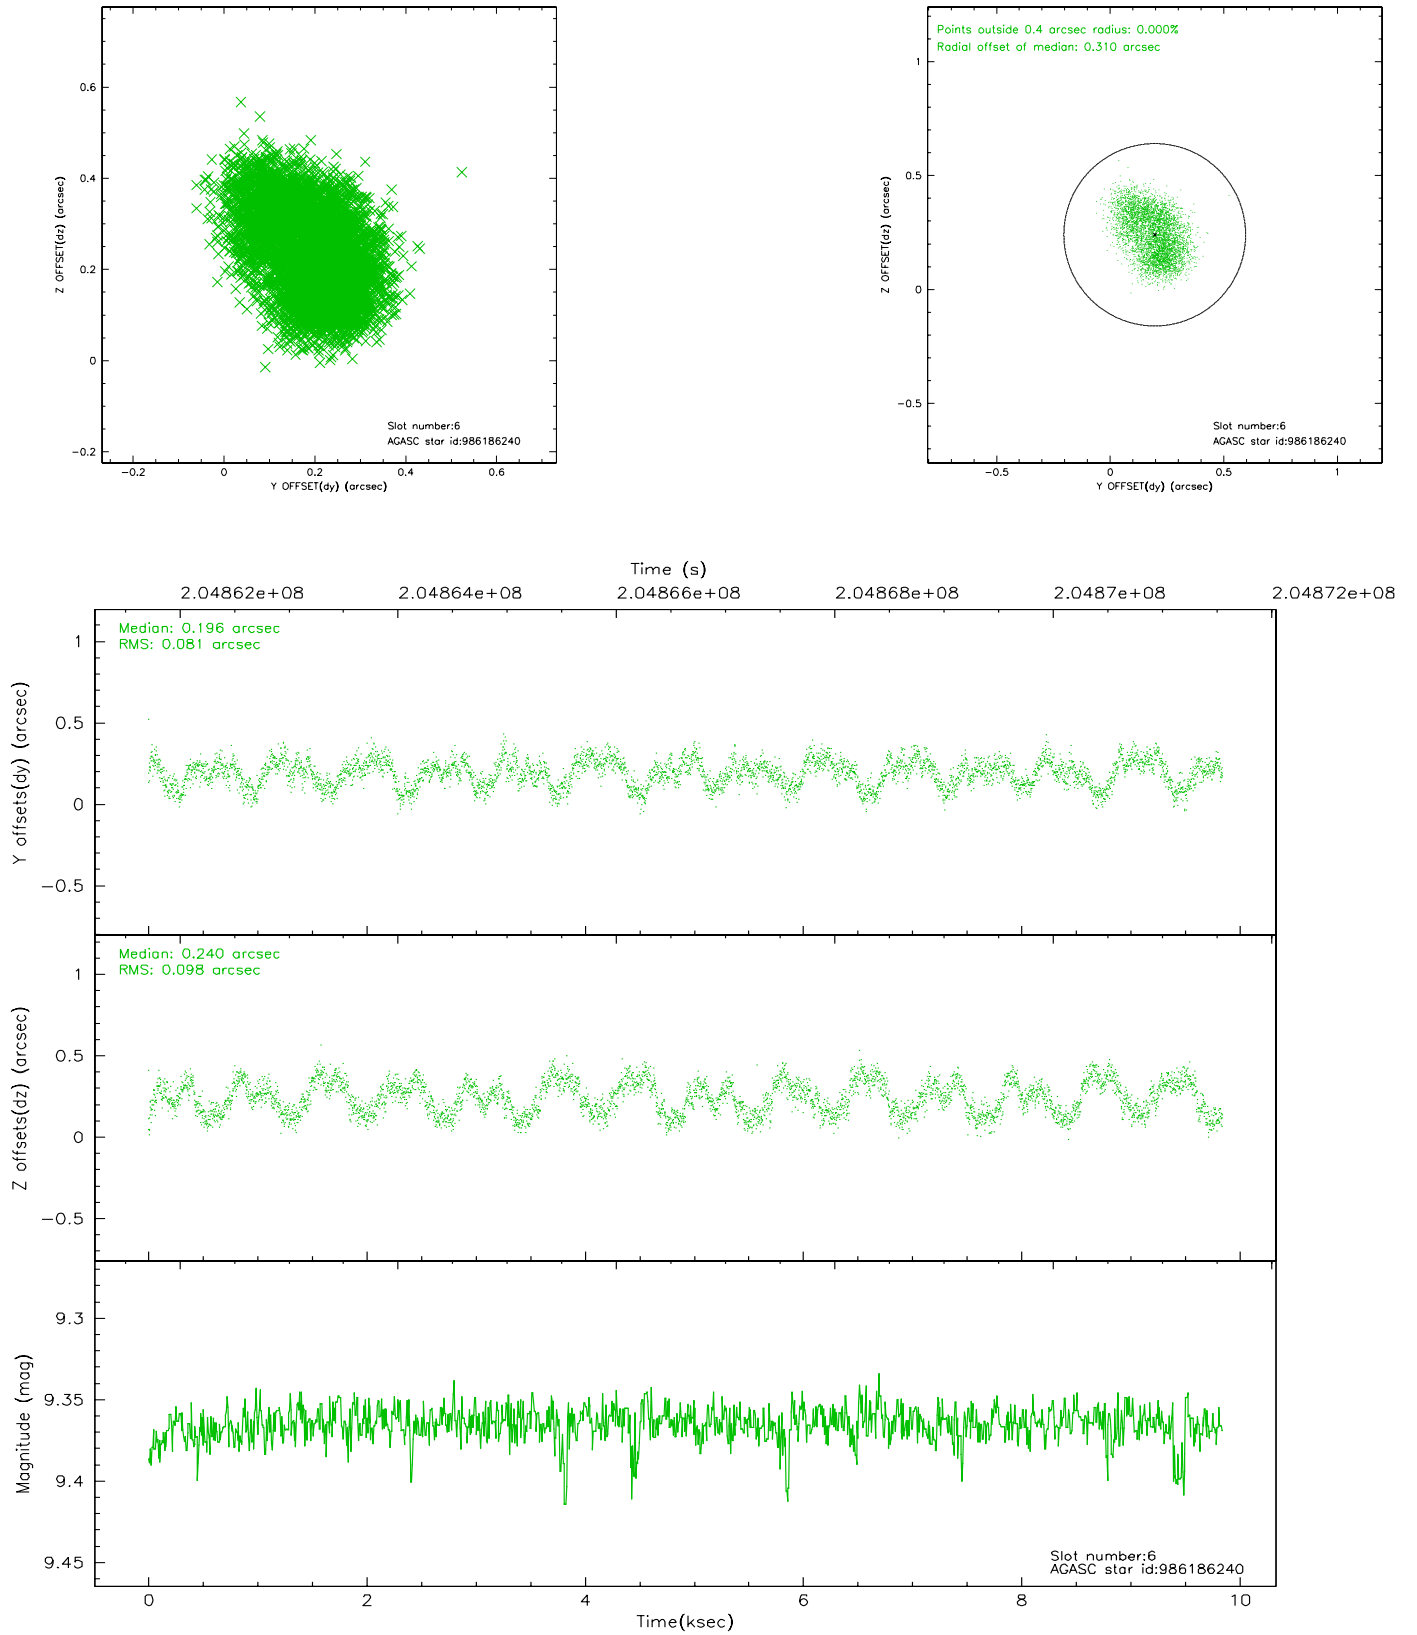 0.6
0.4
0.2
0
−0.2
−0.2
0
0.2
0.4
0.6
Z OFFSET(dz) (arcsec)
Y OFFSET(dy) (arcsec)
Slot number:6
AGASC star id:986186240
Points outside 0.4 arcsec radius: 0.000%
Radial offset of median: 0.310 arcsec
1
0.5
0
−0.5
−0.5
0
0.5
1
Z OFFSET(dz) (arcsec)
Y OFFSET(dy) (arcsec)
Slot number:6
AGASC star id:986186240
Time (s)
2.04862e+08
2.04864e+08
2.04866e+08
2.04868e+08
2.0487e+08
2.04872e+08
Median: 0.196 arcsec
RMS: 0.081 arcsec
1
0.5
0
−0.5
Y offsets(dy) (arcsec)
Median: 0.240 arcsec
RMS: 0.098 arcsec
1
0.5
0
−0.5
Z offsets(dz) (arcsec)
9.3
9.35
9.4
9.45
Magnitude (mag)
Slot number:6
AGASC star id:986186240
0
2
4
6
8
10
Time(ksec)